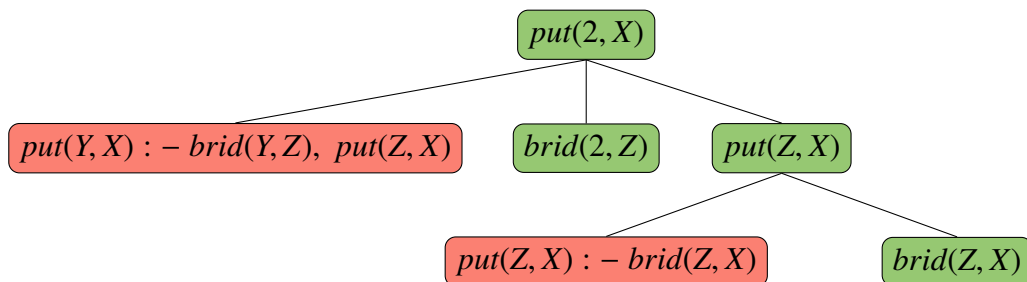 put(2, X)
put(Y, X) : − brid(Y, Z), put(Z, X)
brid(2, Z)
put(Z, X)
put(Z, X) : − brid(Z, X)
brid(Z, X)